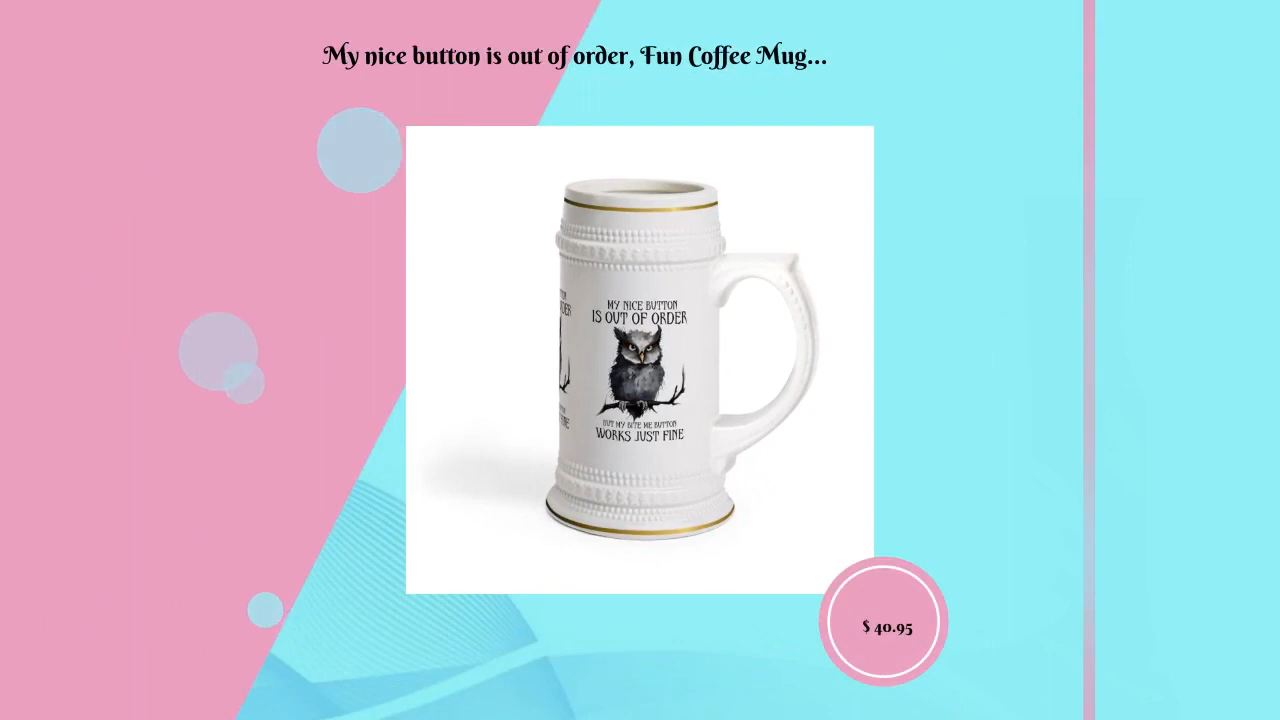 My nice button is out of order, Fun Coffee Mug...
MY NICE BUTTON
IS OUT OF ORDER
BUT MY BITE ME BUTTON
WORKS JUST FINE
$ 40.95